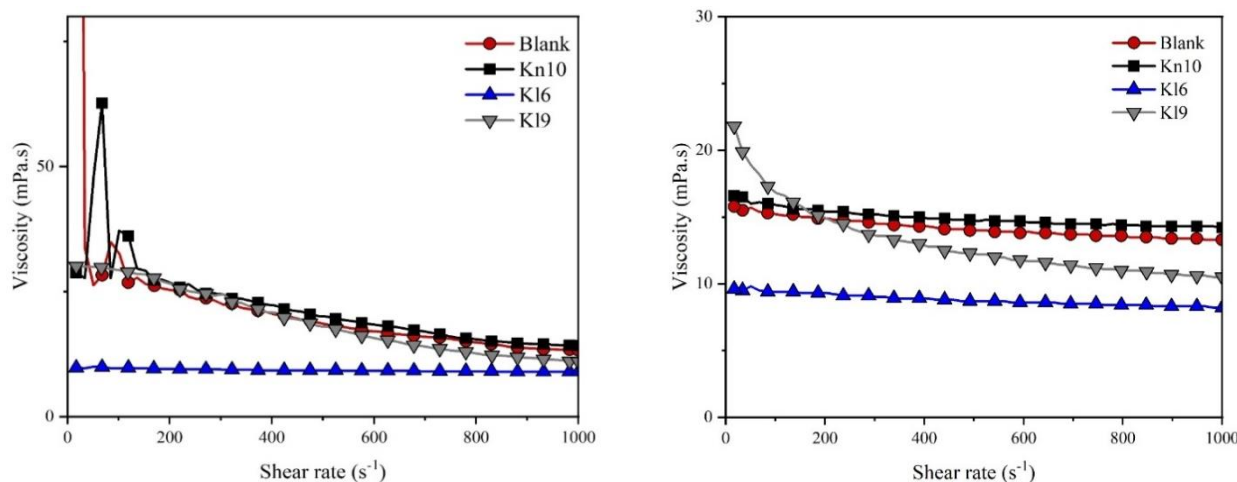 Viscosity (mPa.s)
50
0
0 200 400 600 800 1000
Shear rate (s⁻¹)
Blank
Kn10
Kl6
Kl9
Viscosity (mPa.s)
30
20
10
0
0 200 400 600 800 1000
Shear rate (s⁻¹)
Blank
Kn10
Kl6
Kl9